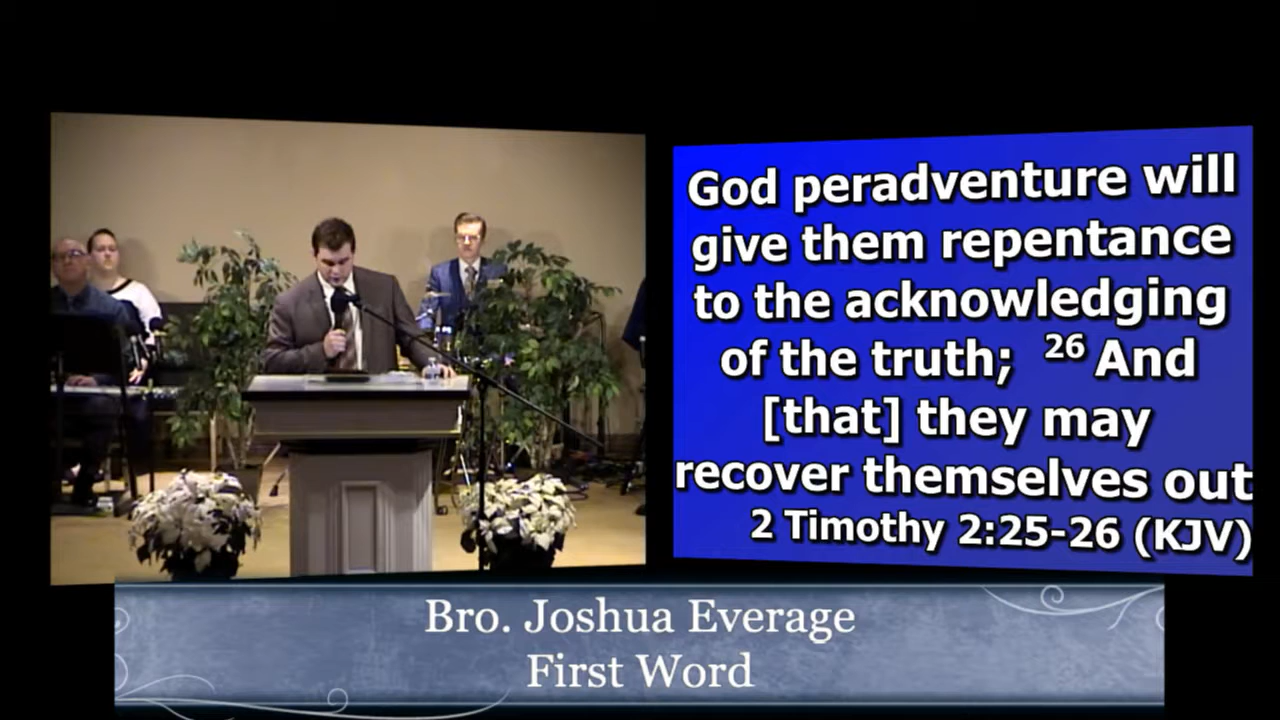 God peradventure will
give them repentance
to the acknowledging
of the truth; 26 And
[that] they may
recover themselves out
2 Timothy 2:25-26 (KJV)
Bro. Joshua Everage
First Word